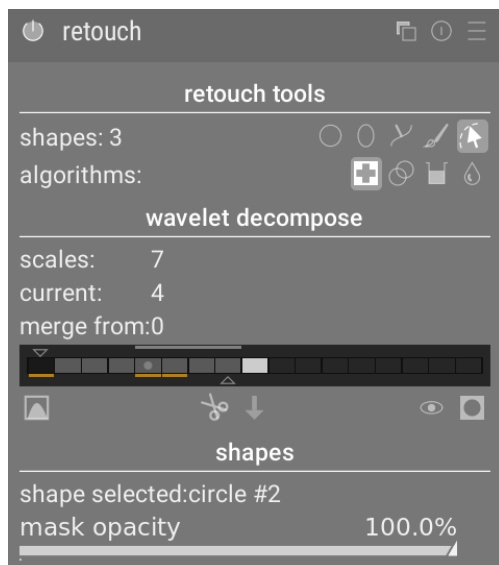 retouch
retouch tools
shapes: 3
algorithms:
wavelet decompose
scales: 7
current: 4
merge from:0
shapes
shape selected:circle #2
mask opacity 100.0%